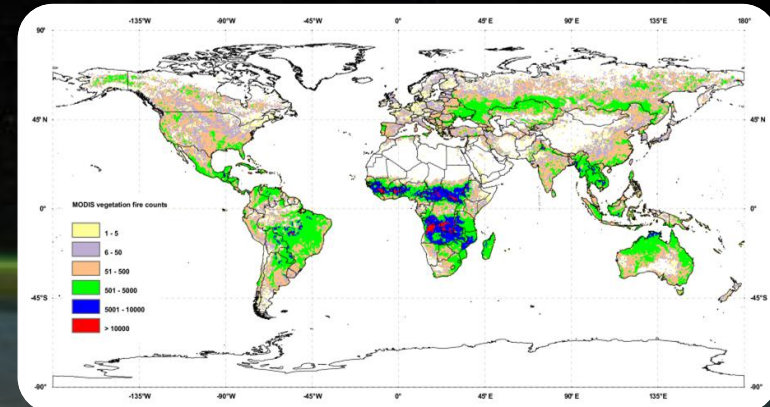 -135°W -90°W -45°W 0° 45°E 90°E 135°E 180°
90°
45°N 45°N
0° 0°
-45°S -45°S
-90° -90°
MODIS vegetation fire counts
1 - 5
6 - 50
51 - 500
501 - 5000
5001 - 10000
> 10000
-135°W -90°W -45°W 0° 45°E 90°E 135°E